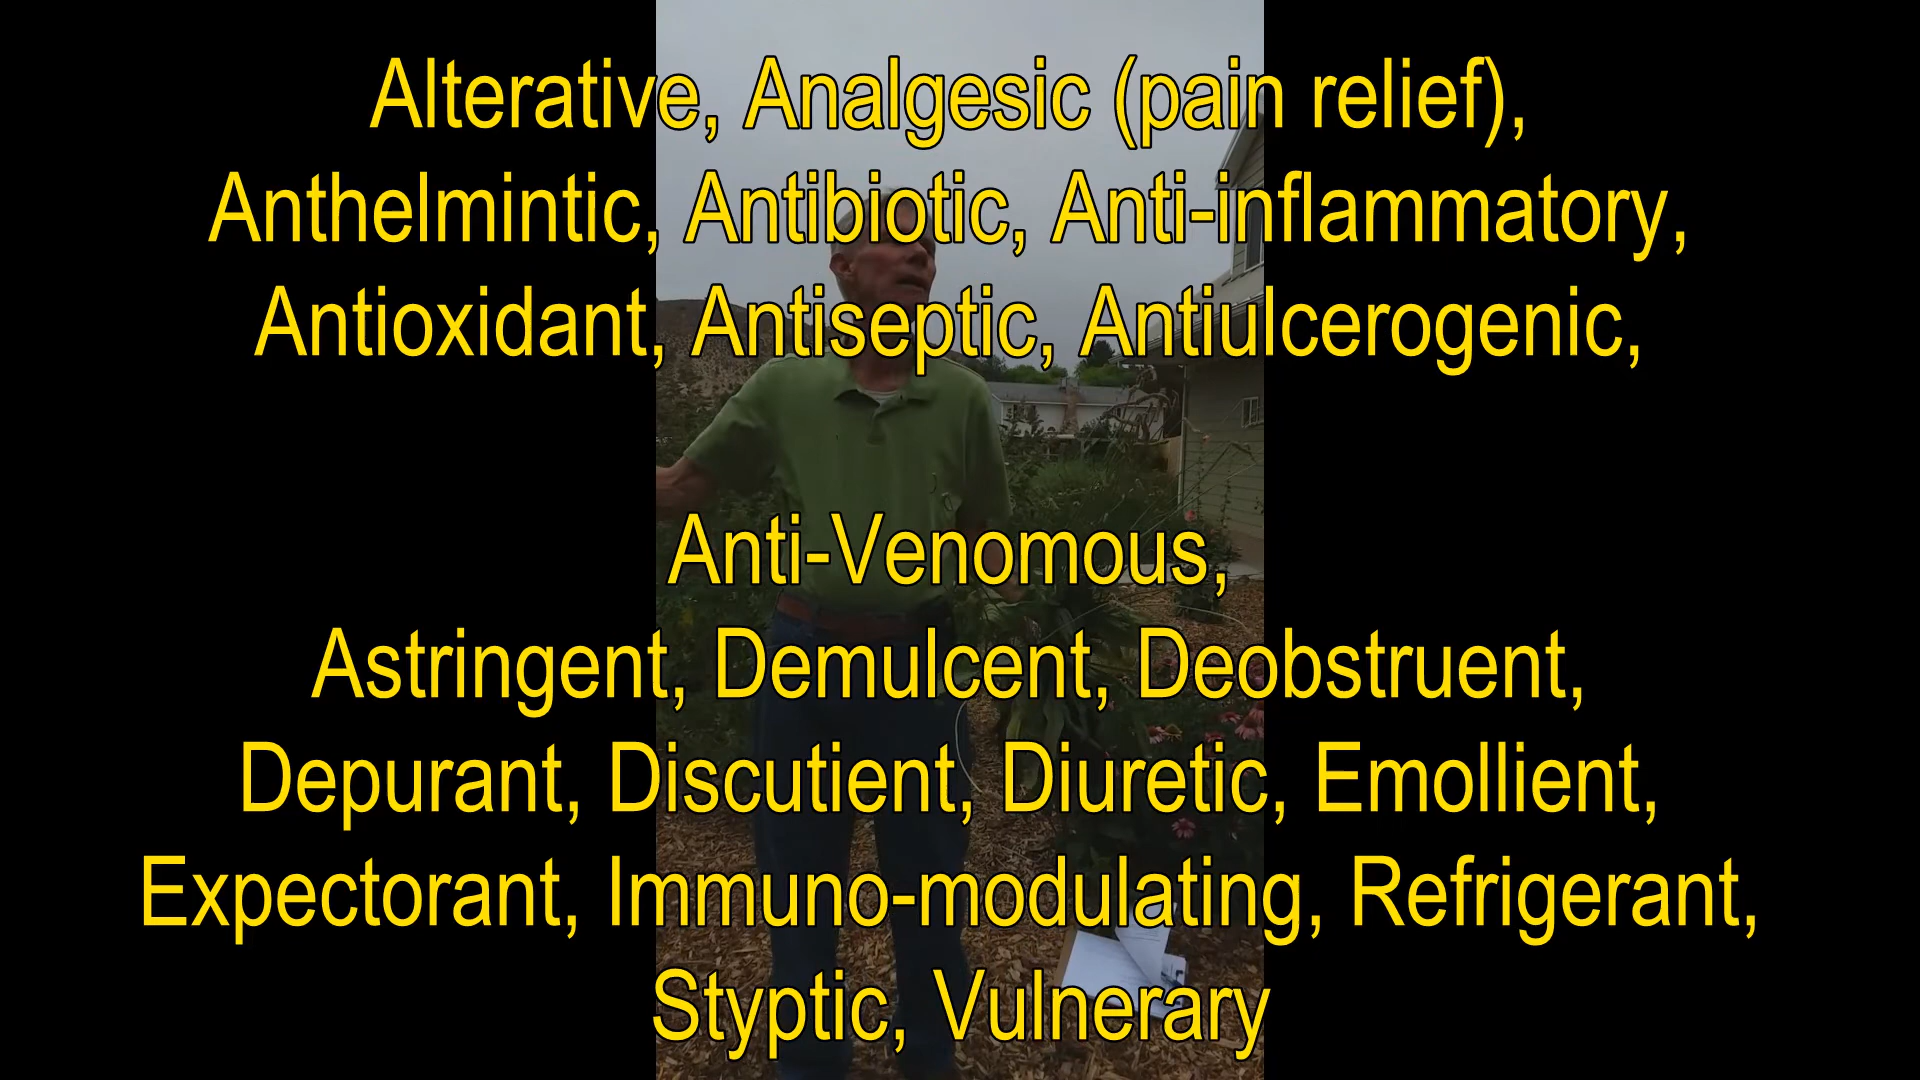 Alterative, Analgesic (pain relief),
Anthelmintic, Antibiotic, Anti-inflammatory,
Antioxidant, Antiseptic, Antiulcerogenic,
Anti-Venomous,
Astringent, Demulcent, Deobstruent,
Depurant, Discutient, Diuretic, Emollient,
Expectorant, Immuno-modulating, Refrigerant,
Styptic, Vulnerary